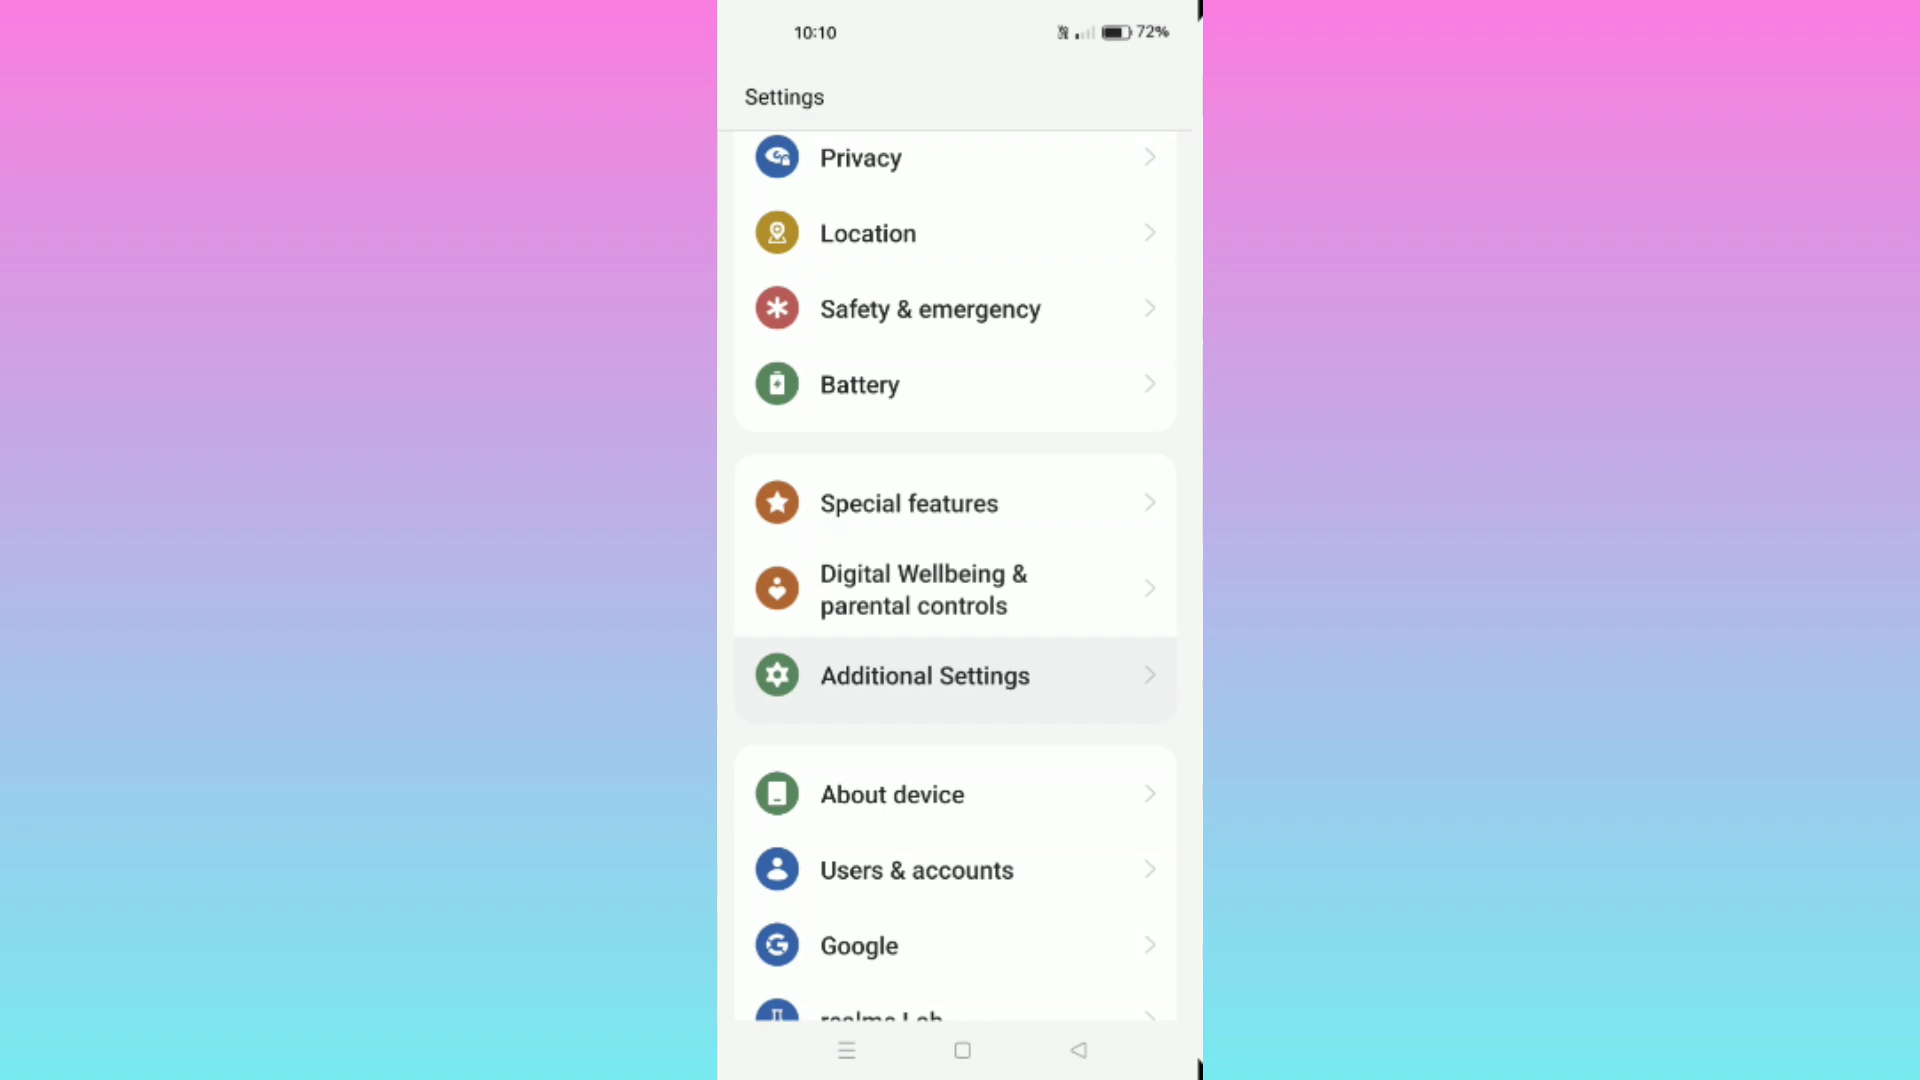 10:10
72%
Settings
Privacy
Location
Safety & emergency
Battery
Special features
Digital Wellbeing &
parental controls
Additional Settings
About device
Users & accounts
Google
realme Lab